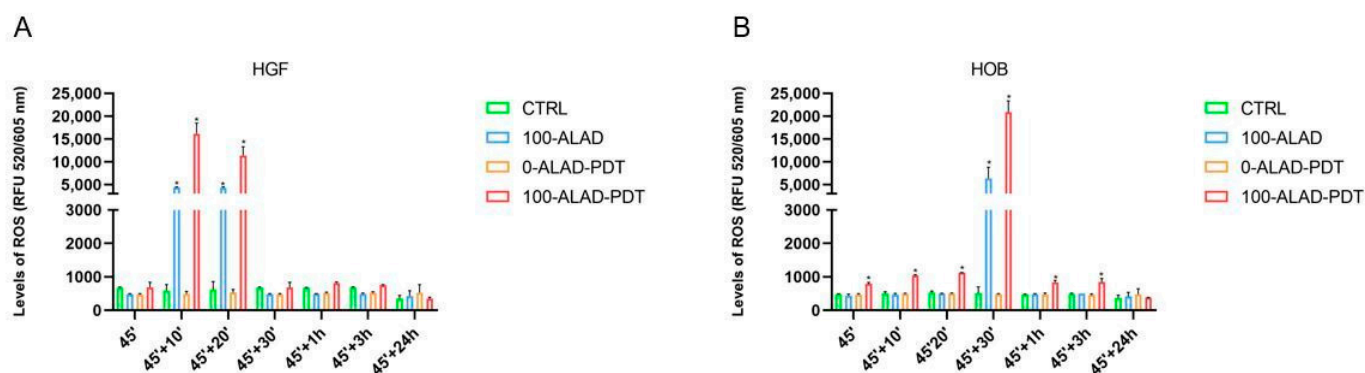 A
HGF
Levels of ROS (RFU 520/605 nm)
25,000
20,000
15,000
10,000
5,000
3000
2000
1000
0
45'
45'+10'
45'+20'
45'+30'
45'+1h
45'+3h
45'+24h
* * * *
CTRL
100-ALAD
0-ALAD-PDT
100-ALAD-PDT
B
HOB
Levels of ROS (RFU 520/605 nm)
25,000
20,000
15,000
10,000
5,000
3000
2000
1000
0
45'
45'+10'
45'20'
45'+30'
45'+1h
45'+3h
45'+24h
* * * * * * *
CTRL
100-ALAD
0-ALAD-PDT
100-ALAD-PDT